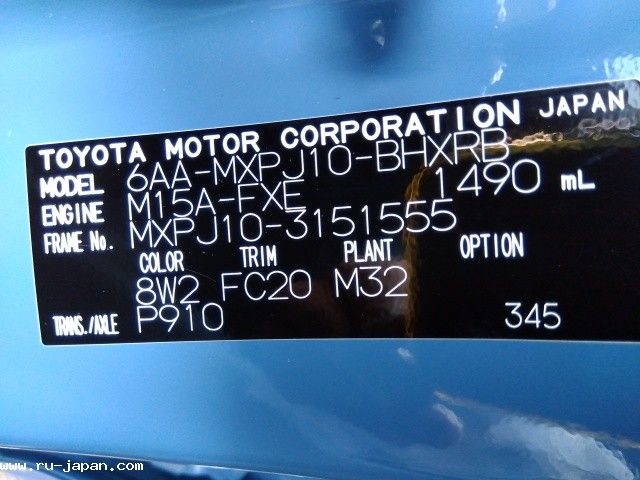 TOYOTA MOTOR CORPORATION JAPAN
MODEL 6AA-MXPJ10-BHXRB
ENGINE M15A-FXE 1490 mL
FRAME No. MXPJ10-3151555
COLOR TRIM PLANT OPTION
8W2 FC20 M32
TRANS./AXLE P910 345
www.ru-japan.com